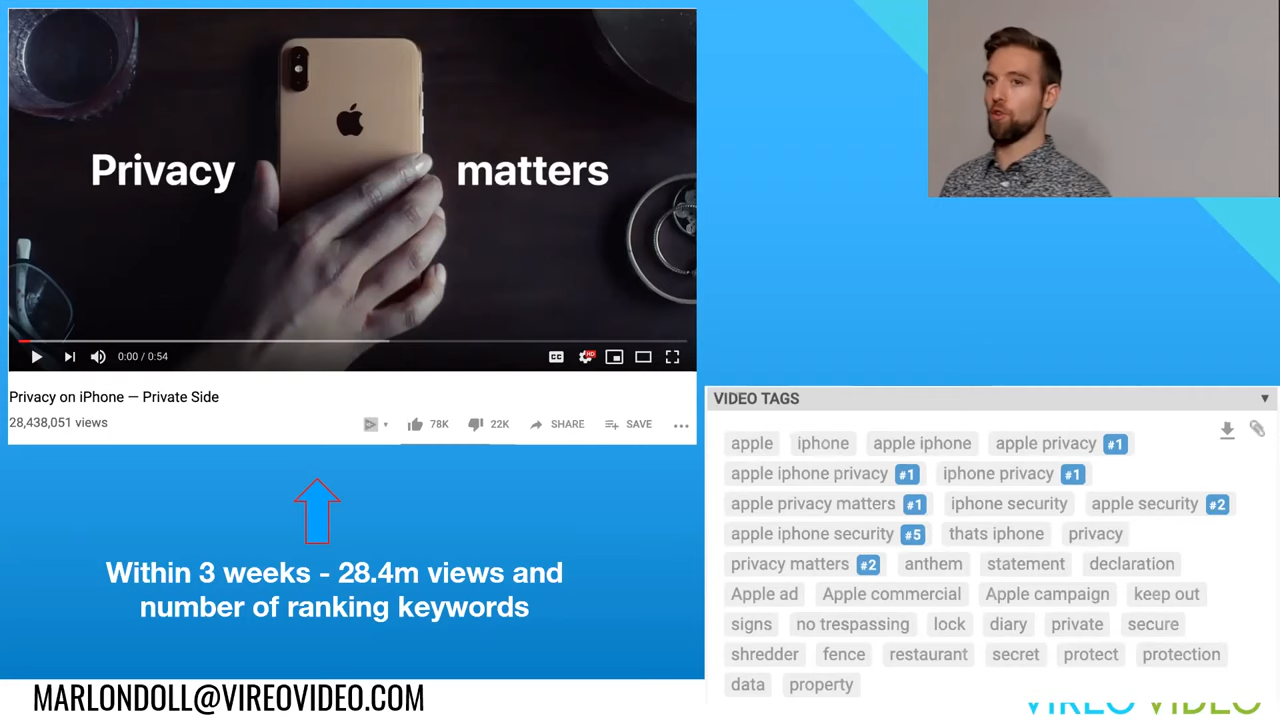 Privacy matters
0:00 / 0:54
CC
HD
Privacy on iPhone — Private Side
28,438,051 views
78K
22K
SHARE
SAVE
Within 3 weeks - 28.4m views and
number of ranking keywords
MARLONDOLL@VIREOVIDEO.COM
VIDEO TAGS
apple iphone apple iphone apple privacy #1
apple iphone privacy #1 iphone privacy #1
apple privacy matters #1 iphone security apple security #2
apple iphone security #5 thats iphone privacy
privacy matters #2 anthem statement declaration
Apple ad Apple commercial Apple campaign keep out
signs no trespassing lock diary private secure
shredder fence restaurant secret protect protection
data property
VIREO VIDEO